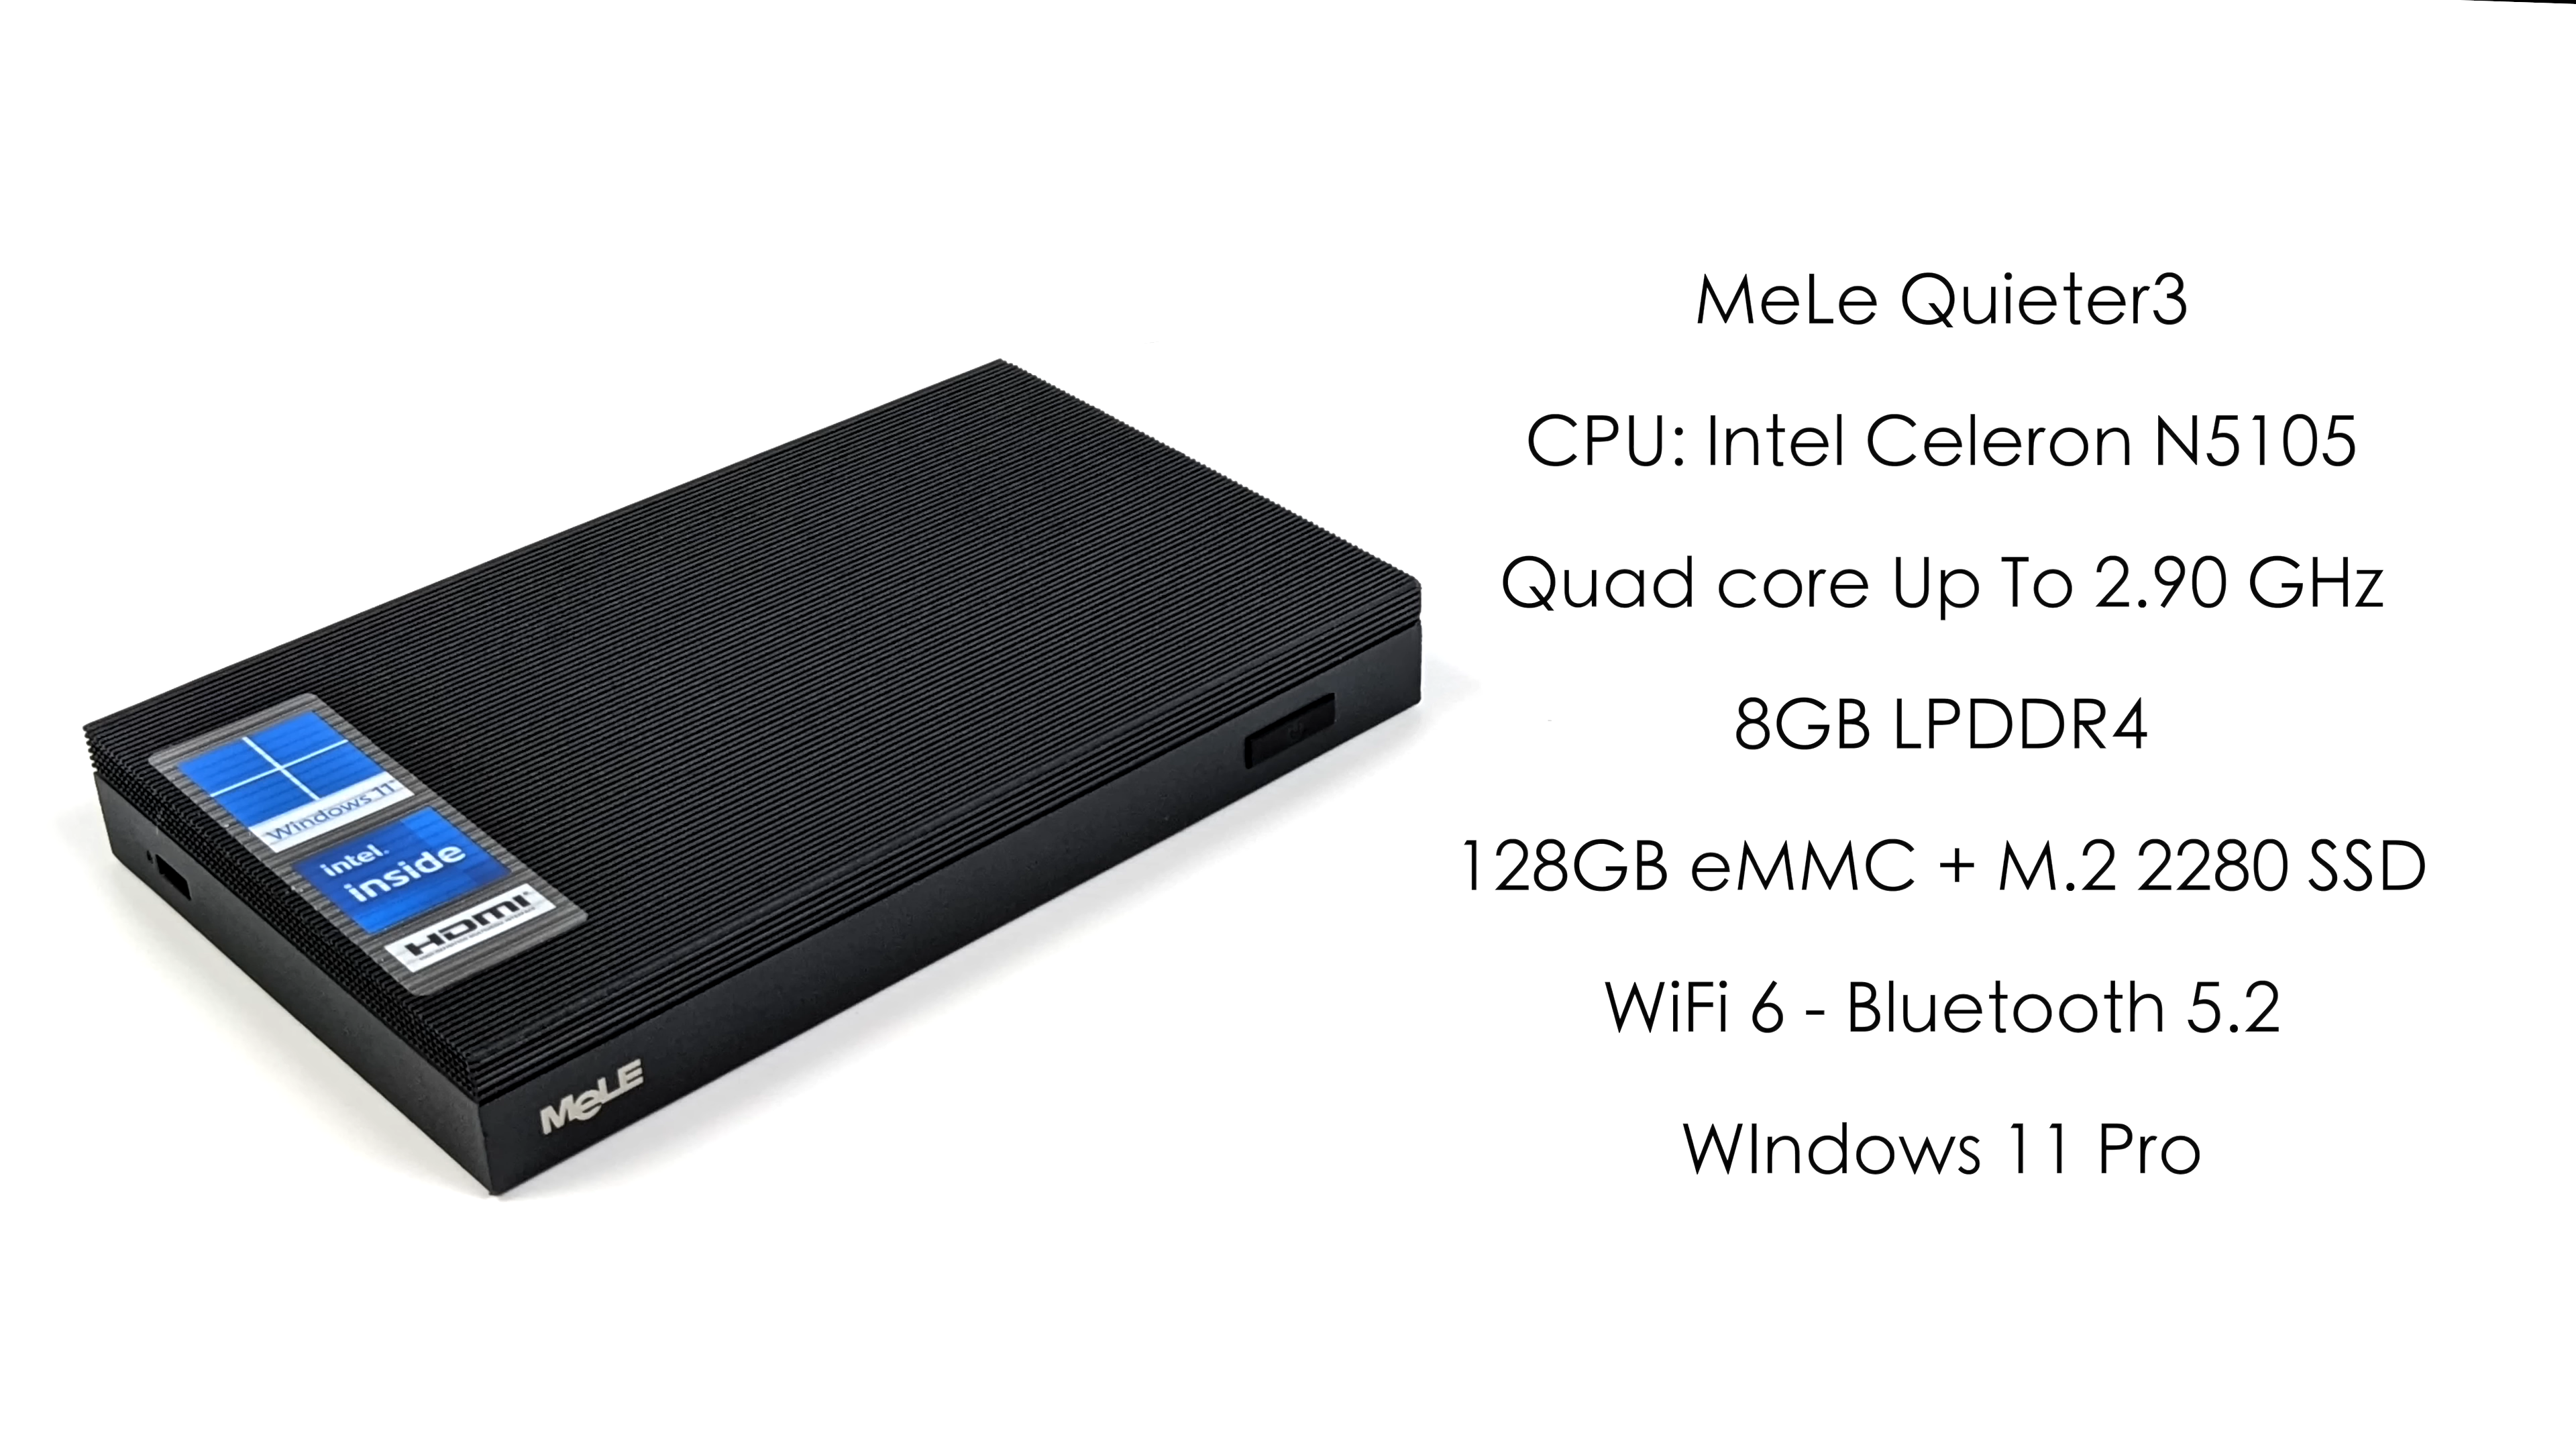 MeLe Quieter3
CPU: Intel Celeron N5105
Quad core Up To 2.90 GHz
8GB LPDDR4
128GB eMMC + M.2 2280 SSD
WiFi 6 - Bluetooth 5.2
WIndows 11 Pro
Windows 11
intel.
inside
HDMI
MeLE